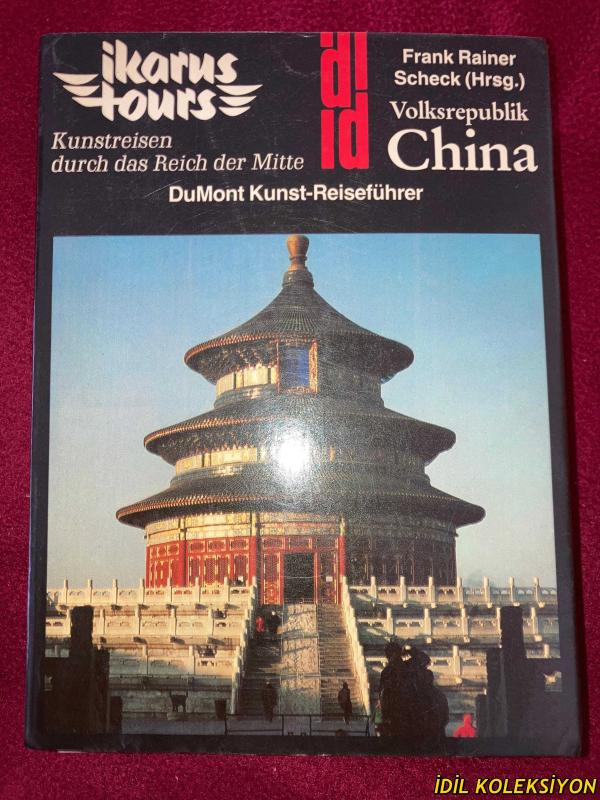 ikarus
tours
Kunstreisen
durch das Reich der Mitte
Frank Rainer
Scheck (Hrsg.)
Volksrepublik
China
DuMont Kunst-Reiseführer
İDİL KOLEKSİYON